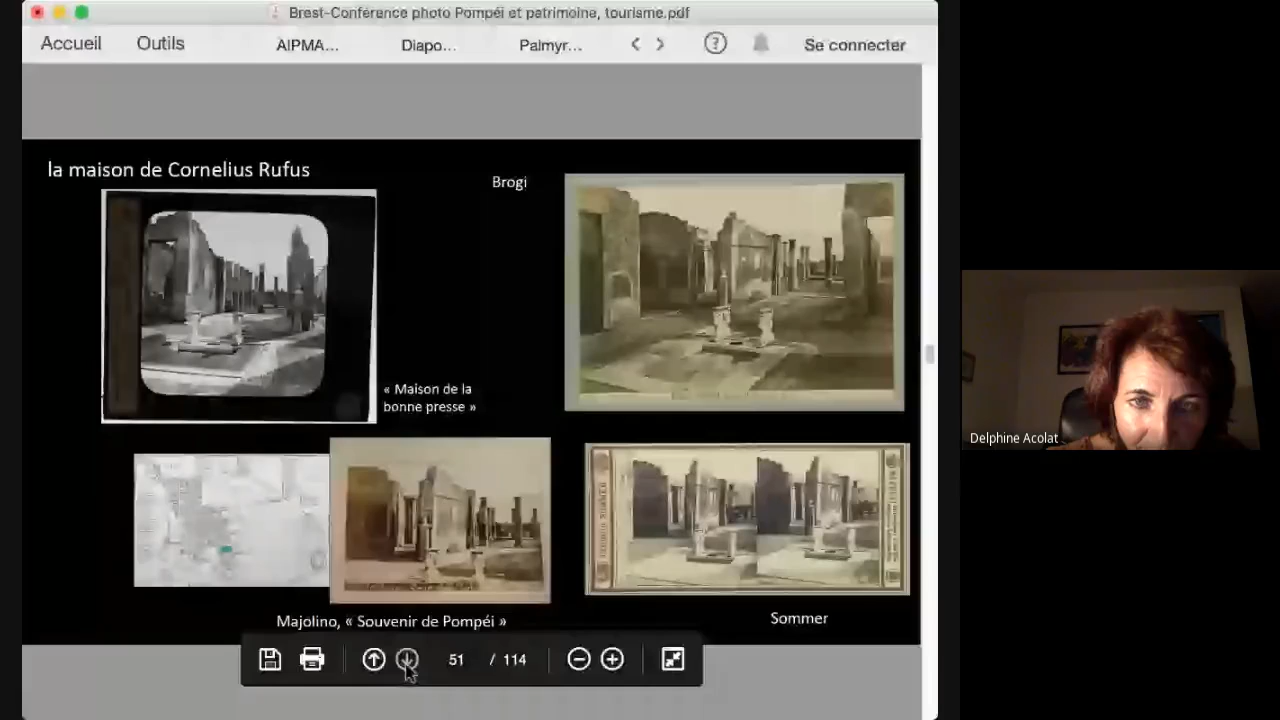 Brest-Conférence photo Pompéi et patrimoine, tourisme.pdf
Accueil
Outils
AIPMA...
Diapo...
Palmyr...
Se connecter
la maison de Cornelius Rufus
Brogi
« Maison de la
bonne presse »
Majolino, « Souvenir de Pompéi »
Sommer
51 / 114
Delphine Acolat